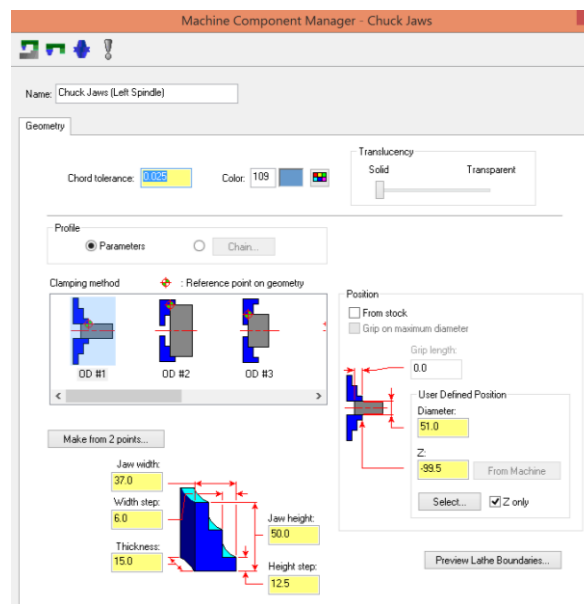 Machine Component Manager - Chuck Jaws
Name: Chuck Jaws (Left Spindle)
Geometry
Chord tolerance: 0.025
Color: 109
Translucency
Solid Transparent
Profile
Parameters
Chain...
Clamping method
: Reference point on geometry
OD #1 OD #2 OD #3
Make from 2 points...
Jaw width:
37.0
Width step:
6.0
Thickness:
15.0
Jaw height:
50.0
Height step:
12.5
Position
From stock
Grip on maximum diameter
Grip length:
0.0
User Defined Position
Diameter:
51.0
Z:
-99.5
From Machine
Select...
Z only
Preview Lathe Boundaries...